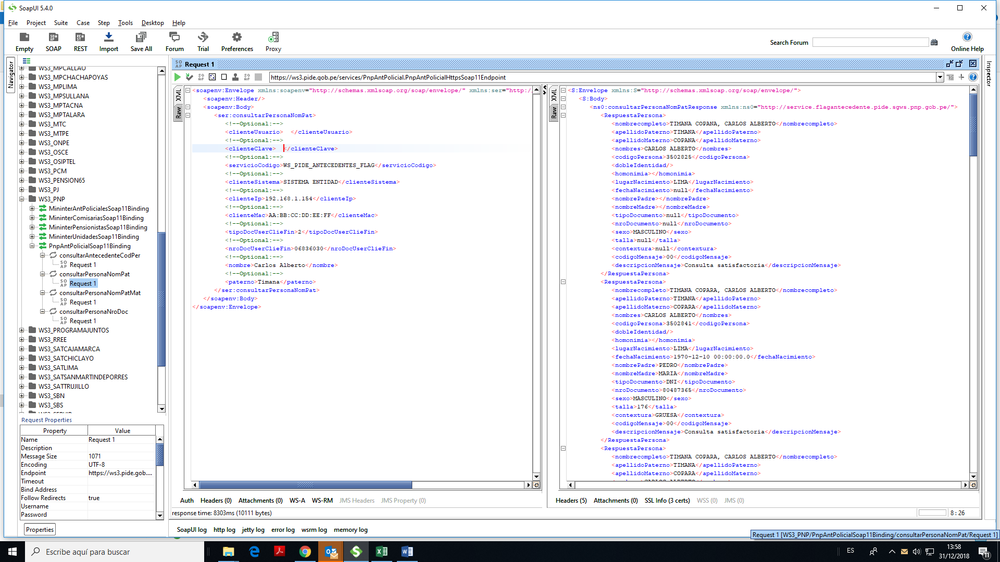 SoapUI 5.4.0
File Project Suite Case Step Tools Desktop Help
Empty SOAP REST Import Save All Forum Trial Preferences Proxy
Search Forum
Online Help
Navigator
WS3_MPCALLAO
WS3_MPCHACHAPOYAS
WS3_MPLIMA
WS3_MPSULLANA
WS3_MPTACNA
WS3_MPTALARA
WS3_MTC
WS3_MTPE
WS3_ONPE
WS3_OSCE
WS3_OSIPTEL
WS3_PCM
WS3_PENSION65
WS3_PJ
WS3_PNP
MininterAntPolicialesSoap11Binding
MininterComisariasSoap11Binding
MininterPensionistasSoap11Binding
MininterUnidadesSoap11Binding
PnpAntPolicialSoap11Binding
consultarAntecedenteCodPer
SO AP Request 1
consultarPersonaNomPat
SO AP Request 1
consultarPersonaNomPatMat
SO AP Request 1
consultarPersonaNroDoc
SO AP Request 1
WS3_PROGRAMAJUNTOS
WS3_RREE
WS3_SATCAJAMARCA
WS3_SATCHICLAYO
WS3_SATLIMA
WS3_SATSANMARTINDEPORRES
WS3_SATTRUJILLO
WS3_SBN
WS3_SBS
Request Properties
Property Value
Name Request 1
Description
Message Size 1071
Encoding UTF-8
Endpoint https://ws3.pide.gob....
Timeout
Bind Address
Follow Redirects true
Username
Password
Properties
SO AP Request 1
https://ws3.pide.gob.pe/services/PnpAntPolicial.PnpAntPolicialHttpsSoap11Endpoint
XML
Raw
<soapenv:Envelope xmlns:soapenv="http://schemas.xmlsoap.org/soap/envelope/" xmlns:ser="http:/
<soapenv:Header/>
<soapenv:Body>
<ser:consultarPersonaNomPat>
<!--Optional:-->
<clienteUsuario> </clienteUsuario>
<!--Optional:-->
<clienteClave> </clienteClave>
<!--Optional:-->
<servicioCodigo>WS_PIDE_ANTECEDENTES_FLAG</servicioCodigo>
<!--Optional:-->
<clienteSistema>SISTEMA ENTIDAD</clienteSistema>
<!--Optional:-->
<clienteIp>192.168.1.154</clienteIp>
<!--Optional:-->
<clienteMac>AA:BB:CC:DD:EE:FF</clienteMac>
<!--Optional:-->
<tipoDocUserClieFin>2</tipoDocUserClieFin>
<!--Optional:-->
<nroDocUserClieFin>06836030</nroDocUserClieFin>
<!--Optional:-->
<nombre>Carlos Alberto</nombre>
<!--Optional:-->
<paterno>Timana</paterno>
</ser:consultarPersonaNomPat>
</soapenv:Body>
</soapenv:Envelope>
XML
Raw
<S:Envelope xmlns:S="http://schemas.xmlsoap.org/soap/envelope/">
<S:Body>
<ns0:consultarPersonaNomPatResponse xmlns:ns0="http://service.flagantecedente.pide.sgws.pnp.gob.pe/">
<RespuestaPersona>
<nombrecompleto>TIMANA COPANA, CARLOS ALBERTO</nombrecompleto>
<apellidoPaterno>TIMANA</apellidoPaterno>
<apellidoMaterno>COPANA</apellidoMaterno>
<nombres>CARLOS ALBERTO</nombres>
<codigoPersona>3502825</codigoPersona>
<dobleIdentidad/>
<homonimia></homonimia>
<lugarNacimiento>LIMA</lugarNacimiento>
<fechaNacimiento>null</fechaNacimiento>
<nombrePadre></nombrePadre>
<nombreMadre></nombreMadre>
<tipoDocumento>null</tipoDocumento>
<nroDocumento>null</nroDocumento>
<sexo>MASCULINO</sexo>
<talla>null</talla>
<contextura>null</contextura>
<codigoMensaje>00</codigoMensaje>
<descripcionMensaje>Consulta satisfactoria</descripcionMensaje>
</RespuestaPersona>
<RespuestaPersona>
<nombrecompleto>TIMANA COPARA, CARLOS ALBERTO</nombrecompleto>
<apellidoPaterno>TIMANA</apellidoPaterno>
<apellidoMaterno>COPARA</apellidoMaterno>
<nombres>CARLOS ALBERTO</nombres>
<codigoPersona>3502841</codigoPersona>
<dobleIdentidad/>
<homonimia></homonimia>
<lugarNacimiento>LIMA</lugarNacimiento>
<fechaNacimiento>1970-12-10 00:00:00.0</fechaNacimiento>
<nombrePadre>PEDRO</nombrePadre>
<nombreMadre>MARIA</nombreMadre>
<tipoDocumento>DNI</tipoDocumento>
<nroDocumento>80487365</nroDocumento>
<sexo>MASCULINO</sexo>
<talla>176</talla>
<contextura>GRUESA</contextura>
<codigoMensaje>00</codigoMensaje>
<descripcionMensaje>Consulta satisfactoria</descripcionMensaje>
</RespuestaPersona>
<RespuestaPersona>
<nombrecompleto>TIMANA COPARA, CARLOS ALBERTO</nombrecompleto>
<apellidoPaterno>TIMANA</apellidoPaterno>
<apellidoMaterno>COPARA</apellidoMaterno>
Auth Headers (0) Attachments (0) WS-A WS-RM JMS Headers JMS Property (0)
Headers (5) Attachments (0) SSL Info (3 certs) WSS (0) JMS (0)
response time: 8303ms (10111 bytes)
8 : 26
SoapUI log http log jetty log error log wsrm log memory log
Inspector
Request 1 [WS3_PNP/PnpAntPolicialSoap11Binding/consultarPersonaNomPat/Request 1]
Escribe aquí para buscar
ES
13:58
31/12/2018
11